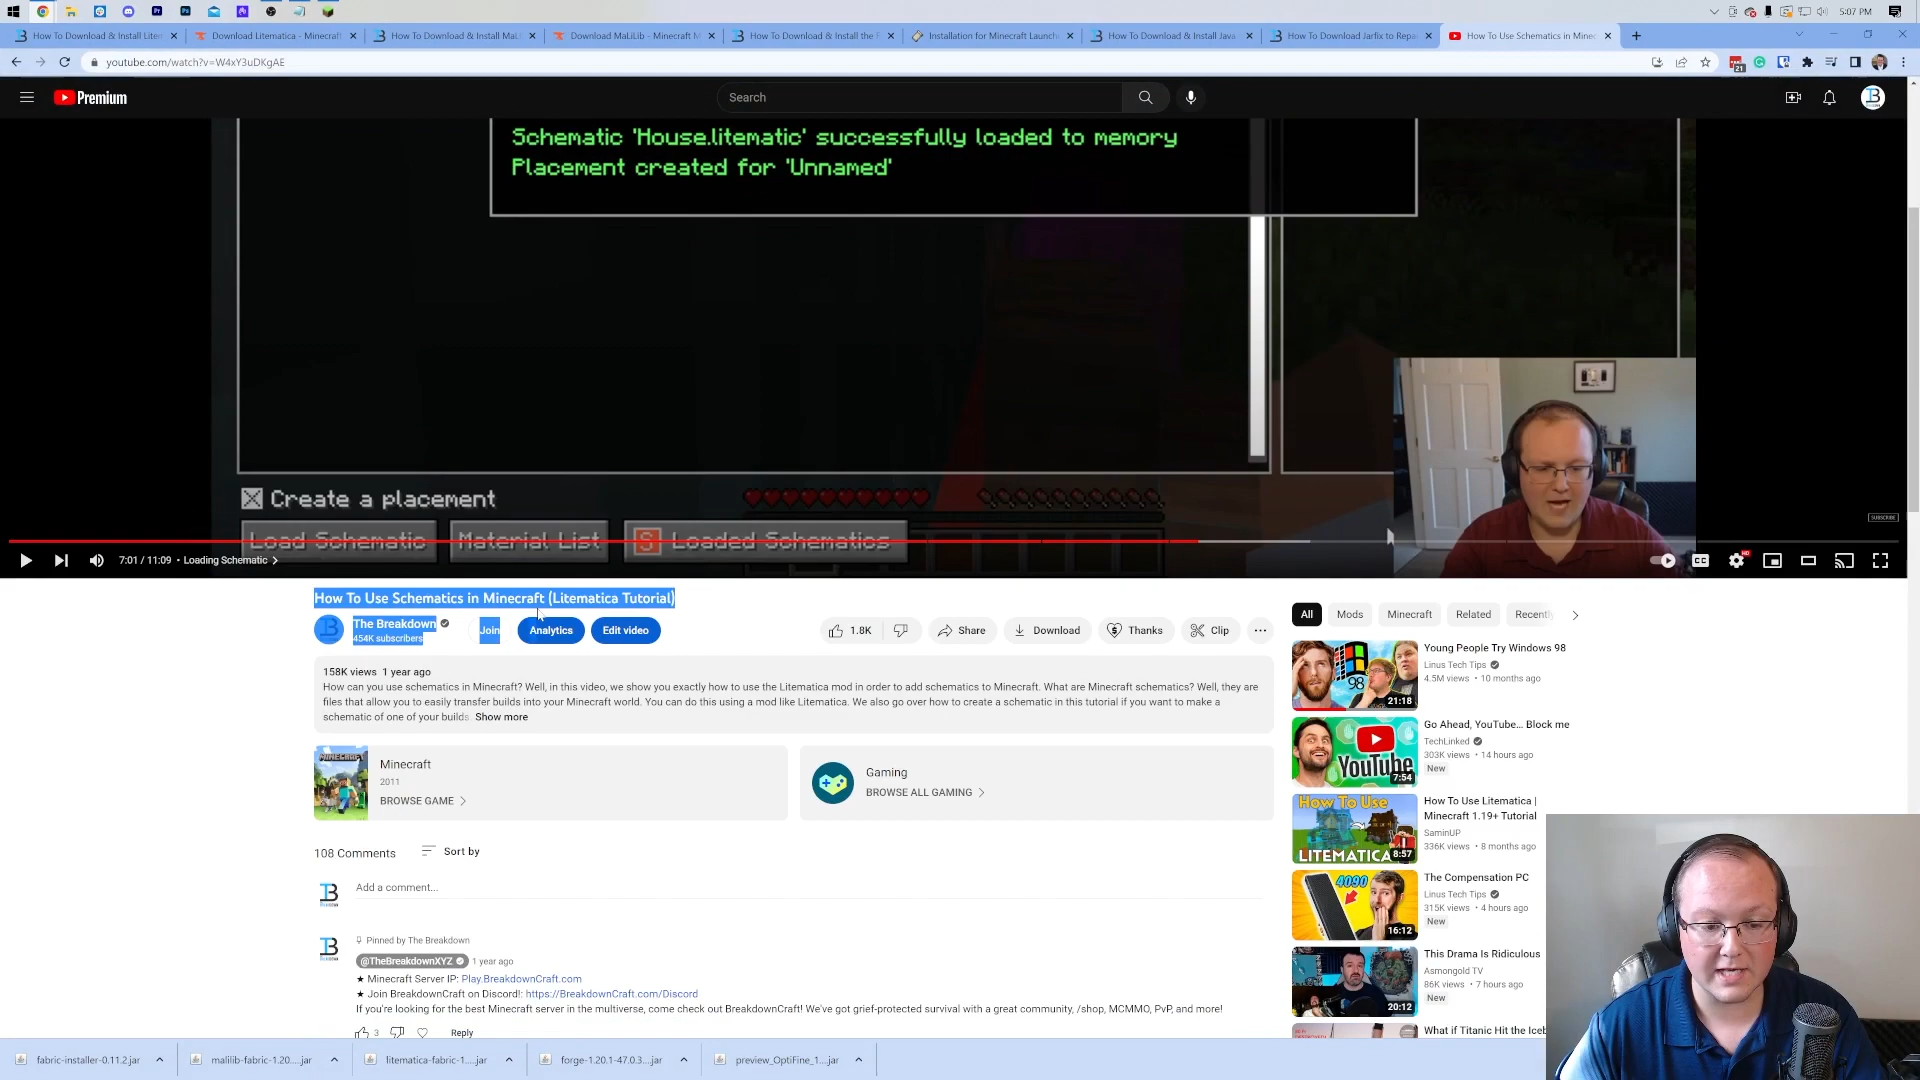 5:07 PM
How To Download & Install Liter
Download Litematica - Minecraft
How To Download & Install Mal
Download MaLiLib - Minecraft M
How To Download & Install the F
Installation for Minecraft Launch
How To Download & Install Java
How To Download Jarfix to Repa
How To Use Schematics in Minec
youtube.com/watch?v=W4xY3uDKgAE
21
Premium
Search
Schematic 'House.litematic' successfully loaded to memory
Placement created for 'Unnamed'
Create a placement
Load Schematic
Material List
Loaded Schematics
SUBSCRIBE
7:01 / 11:09 • Loading Schematic
CC
HD
How To Use Schematics in Minecraft (Litematica Tutorial)
The Breakdown
454K subscribers
Join
Analytics
Edit video
1.8K
Share
Download
Thanks
Clip
158K views 1 year ago
How can you use schematics in Minecraft? Well, in this video, we show you exactly how to use the Litematica mod in order to add schematics to Minecraft. What are Minecraft schematics? Well, they are
files that allow you to easily transfer builds into your Minecraft world. You can do this using a mod like Litematica. We also go over how to create a schematic in this tutorial if you want to make a
schematic of one of your builds. Show more
MINECRAFT
Minecraft
2011
BROWSE GAME
Gaming
BROWSE ALL GAMING
108 Comments
Sort by
Add a comment...
Pinned by The Breakdown
@TheBreakdownXYZ 1 year ago
★ Minecraft Server IP: Play.BreakdownCraft.com
★ Join BreakdownCraft on Discord!: https://BreakdownCraft.com/Discord
If you're looking for the best Minecraft server in the multiverse, come check out BreakdownCraft! We've got grief-protected survival with a great community, /shop, MCMMO, PvP, and more!
3
Reply
All
Mods
Minecraft
Related
Recently
98
21:18
Young People Try Windows 98
Linus Tech Tips
4.5M views • 10 months ago
YouTube
7:54
Go Ahead, YouTube... Block me
TechLinked
303K views • 14 hours ago
New
How To Use
LITEMATICA
8:57
How To Use Litematica |
Minecraft 1.19+ Tutorial
SaminUP
336K views • 8 months ago
4090
16:12
The Compensation PC
Linus Tech Tips
315K views • 4 hours ago
New
20:12
This Drama Is Ridiculous
Asmongold TV
86K views • 7 hours ago
New
What if Titanic Hit the Iceb
fabric-installer-0.11.2.jar
malilib-fabric-1.20....jar
litematica-fabric-1....jar
forge-1.20.1-47.0.3...jar
preview_OptiFine_1....jar